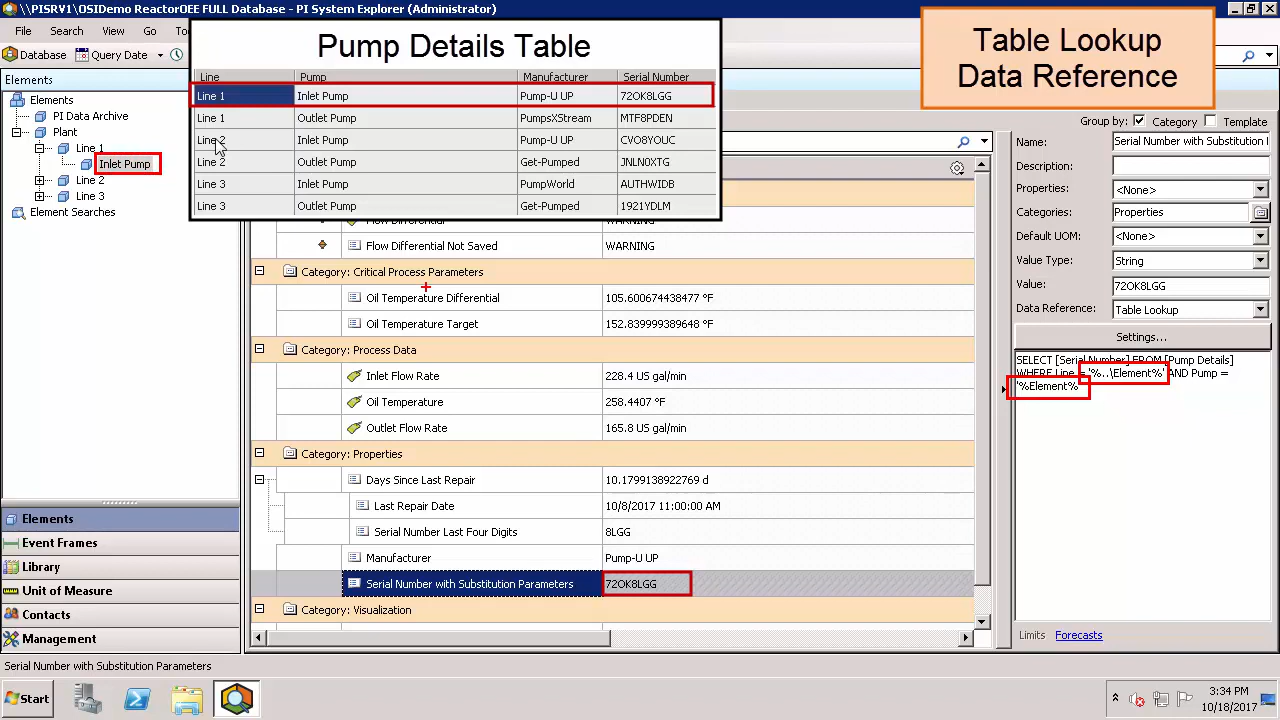 \\PISRV1\OSIDemo ReactorOEE FULL Database - PI System Explorer (Administrator)
File Search View Go
Database Query Date
Elements
Elements
PI Data Archive
Plant
Line 1
Inlet Pump
Line 2
Line 3
Element Searches
Elements
Event Frames
Library
Unit of Measure
Contacts
Management
Pump Details Table
Line Pump Manufacturer Serial Number
Line 1 Inlet Pump Pump-U UP 72OK8LGG
Line 1 Outlet Pump PumpsXStream MTF8PDEN
Line 2 Inlet Pump Pump-U UP CVO8YOUC
Line 2 Outlet Pump Get-Pumped JNLN0XTG
Line 3 Inlet Pump PumpWorld AUTHWIDB
Line 3 Outlet Pump Get-Pumped 1921YDLM
Table Lookup
Data Reference
Group by: Category Template
Flow Differential Not Saved WARNING
Category: Critical Process Parameters
Oil Temperature Differential 105.600674438477 °F
Oil Temperature Target 152.839999389648 °F
Category: Process Data
Inlet Flow Rate 228.4 US gal/min
Oil Temperature 258.4407 °F
Outlet Flow Rate 165.8 US gal/min
Category: Properties
Days Since Last Repair 10.1799138922769 d
Last Repair Date 10/8/2017 11:00:00 AM
Serial Number Last Four Digits 8LGG
Manufacturer Pump-U UP
Serial Number with Substitution Parameters 72OK8LGG
Category: Visualization
Name: Serial Number with Substitution
Description:
Properties: <None>
Categories: Properties
Default UOM: <None>
Value Type: String
Value: 72OK8LGG
Data Reference: Table Lookup
Settings...
SELECT [Serial Number] FROM [Pump Details]
WHERE Line = '%..\Element%' AND Pump =
'%Element%'
Limits Forecasts
Serial Number with Substitution Parameters
Start
3:34 PM
10/18/2017